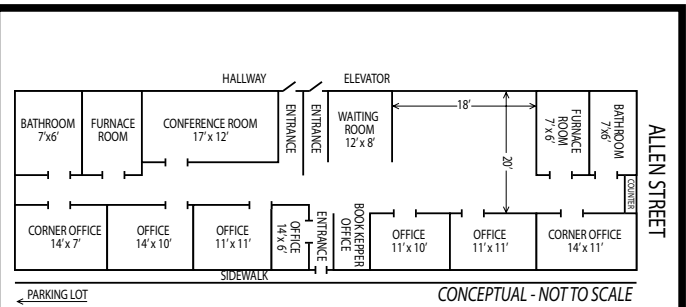 HALLWAY
ELEVATOR
BATHROOM
7'x6'
FURNACE
ROOM
CONFERENCE ROOM
17' x 12'
ENTRANCE
ENTRANCE
WAITING
ROOM
12' x 8'
18'
20'
FURNACE
ROOM
7' x 6'
BATHROOM
7'x6'
COUNTER
ALLEN STREET
CORNER OFFICE
14' x 7'
OFFICE
14' x 10'
OFFICE
11' x 11'
OFFICE
14' x 6'
ENTRANCE
BOOK KEPPER
OFFICE
OFFICE
11' x 10'
OFFICE
11' x 11'
CORNER OFFICE
14' x 11'
SIDEWALK
PARKING LOT
CONCEPTUAL - NOT TO SCALE